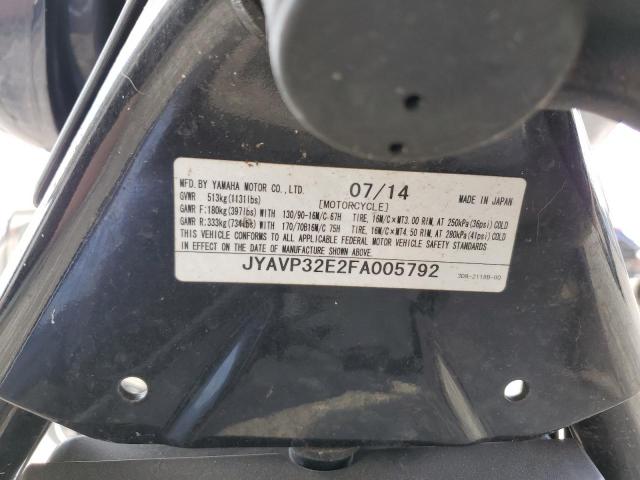 MFD. BY YAMAHA MOTOR CO., LTD. 07/14 MADE IN JAPAN
GVWR 513kg(1131lbs) [MOTORCYCLE]
GAWR F:180kg(397lbs) WITH 130/90-16M/C 67H TIRE, 16M/C×MT3.00 RIM, AT 250kPa(36psi) COLD
GAWR R:333kg(734lbs) WITH 170/70B16M/C 75H TIRE, 16M/C×MT4.50 RIM, AT 280kPa(41psi) COLD
THIS VEHICLE CONFORMS TO ALL APPLICABLE FEDERAL MOTOR VEHICLE SAFETY STANDARDS
IN EFFECT ON THE DATE OF MANUFACTURE SHOWN ABOVE.
JYAVP32E2FA005792 3D8-2118B-00